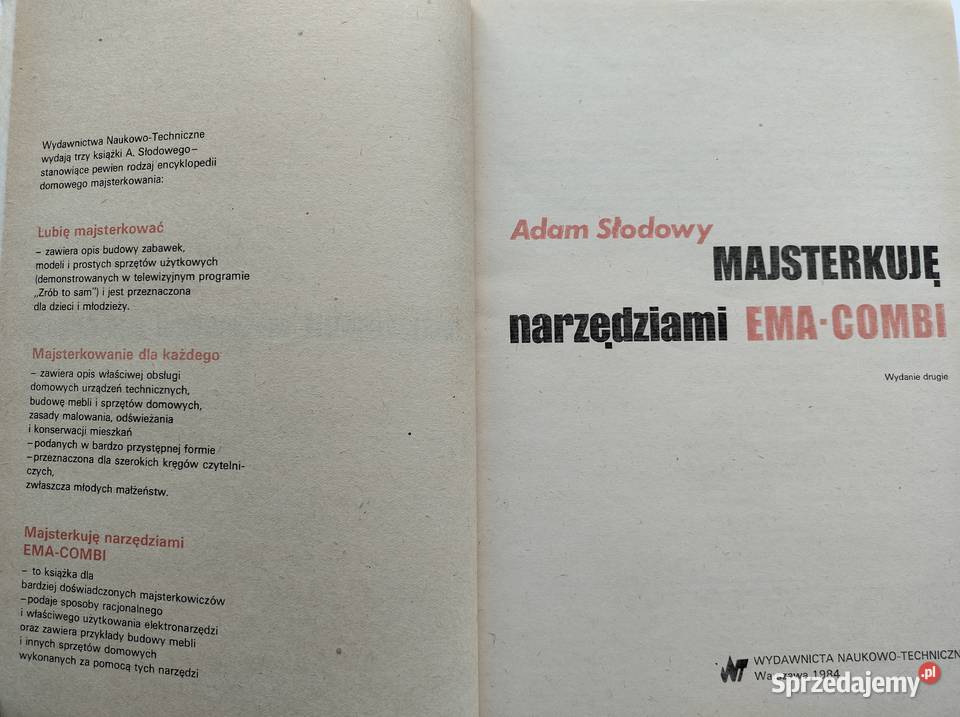 Wydawnictwa Naukowo-Techniczne
wydają trzy książki A. Słodowego–
stanowiące pewien rodzaj encyklopedii
domowego majsterkowania:
Łubię majsterkować
– zawiera opis budowy zabawek,
modeli i prostych sprzętów użytkowych
(demonstrowanych w telewizyjnym programie
„Zrób to sam”) i jest przeznaczona
dla dzieci i młodzieży.
Majsterkowanie dla każdego
– zawiera opis właściwej obsługi
domowych urządzeń technicznych,
budowę mebli i sprzętów domowych,
zasady malowania, odświeżania
i konserwacji mieszkań
–podanych w bardzo przystępnej formie
–przeznaczona dla szerokich kręgów czytelni-
czych,
zwłaszcza młodych małżeństw.
Majsterkuję narzędziami
EMA-COMBI
– to książka dla
bardziej doświadczonych majsterkowiczów
–podaje sposoby racjonalnego
i właściwego użytkowania elektronarzędzi
oraz zawiera przykłady budowy mebli
i innych sprzętów domowych
wykonanych za pomocą tych narzędzi
Adam Słodowy
MAJSTERKUJĘ
narzędziami EMA·COMBI
Wydanie drugie
WNT WYDAWNICTA NAUKOWO-TECHNICZN
Warszawa 1984
Sprzedajemy.pl